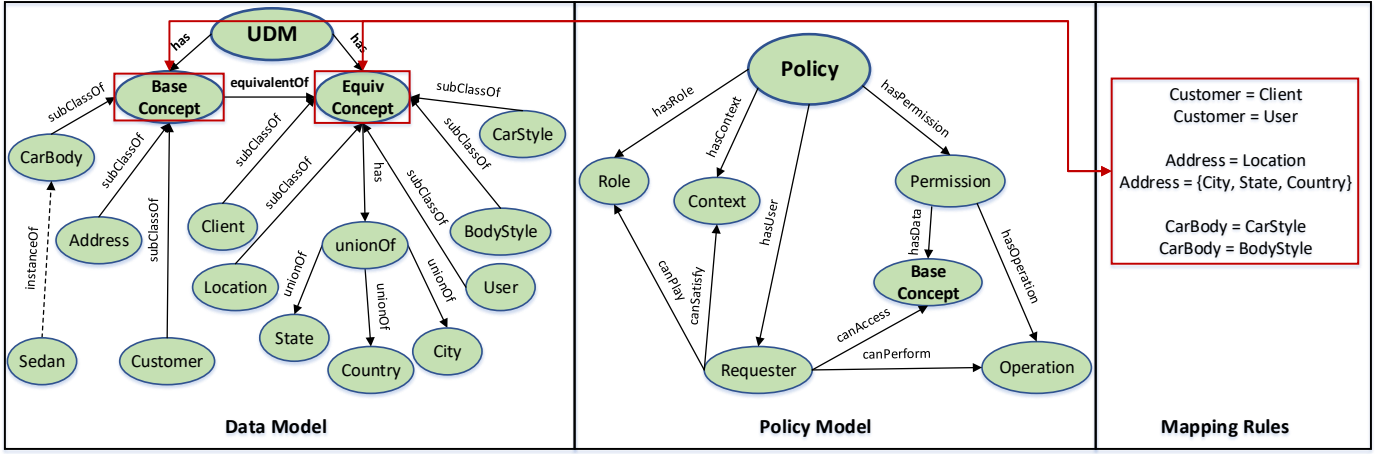 UDM
has
has
Base
Concept
equivalentOf
Equiv
Concept
subClassOf
subClassOf
CarStyle
CarBody
subClassOf
subClassOf
subClassOf
subClassOf
has
subClassOf
subClassOf
instanceOf
Address
Client
unionOf
BodyStyle
Location
User
unionOf
unionOf
unionOf
Sedan
Customer
State
Country
City
Data Model
Policy
hasRole
hasContext
hasPermission
Role
Context
Permission
hasUser
hasData
hasOperation
canPlay
canSatisfy
Base
Concept
canAccess
canPerform
Requester
Operation
Policy Model
Customer = Client
Customer = User
Address = Location
Address = {City, State, Country}
CarBody = CarStyle
CarBody = BodyStyle
Mapping Rules